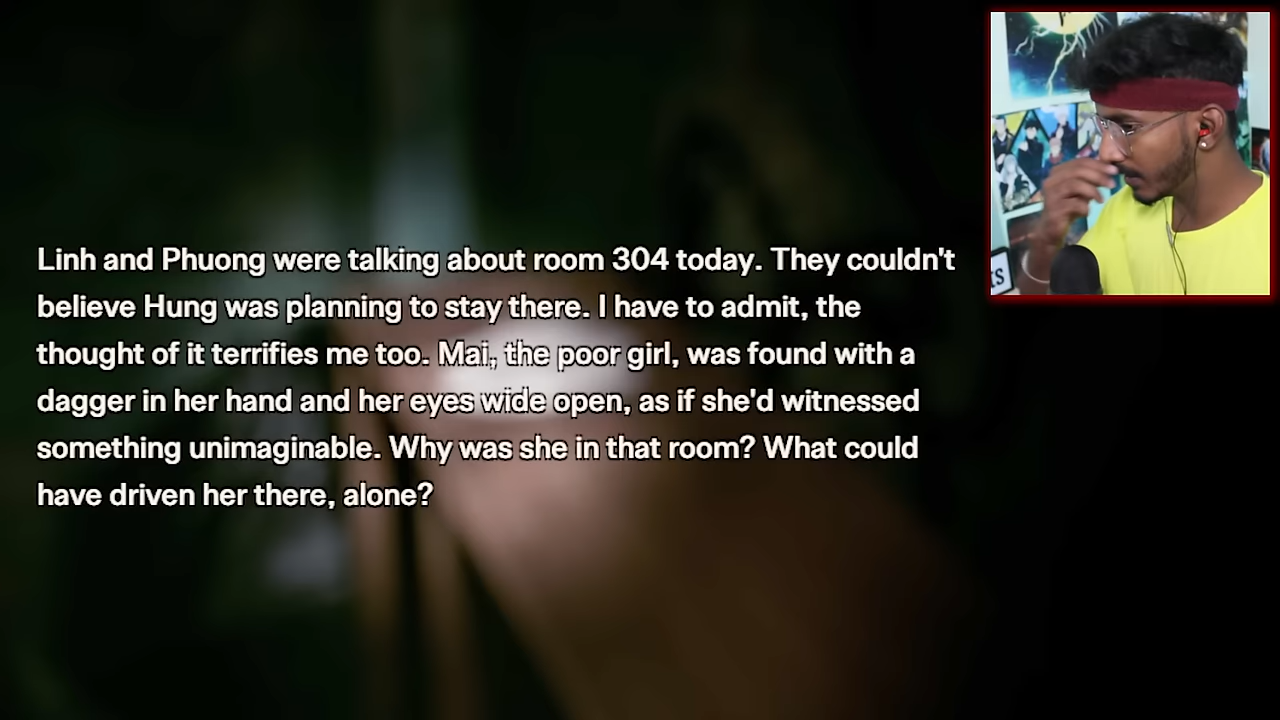 Linh and Phuong were talking about room 304 today. They couldn't
believe Hung was planning to stay there. I have to admit, the
thought of it terrifies me too. Mai, the poor girl, was found with a
dagger in her hand and her eyes wide open, as if she'd witnessed
something unimaginable. Why was she in that room? What could
have driven her there, alone?